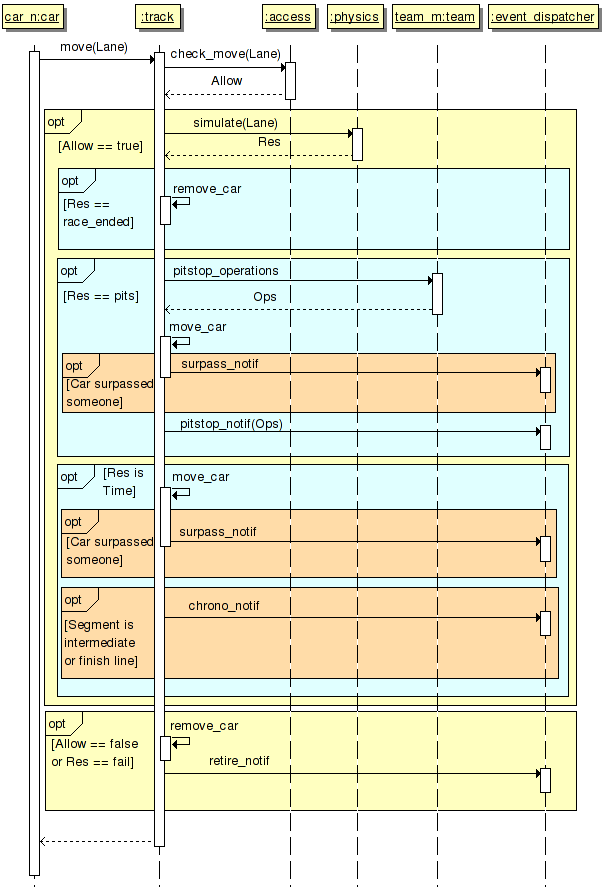 car_n:car
:track
:access
:physics
team_m:team
:event_dispatcher
move(Lane)
check_move(Lane)
Allow
opt
simulate(Lane)
[Allow == true]
Res
opt
remove_car
[Res ==
race_ended]
opt
pitstop_operations
[Res == pits]
Ops
move_car
opt
surpass_notif
[Car surpassed
someone]
pitstop_notif(Ops)
opt
[Res is
Time]
move_car
opt
surpass_notif
[Car surpassed
someone]
opt
chrono_notif
[Segment is
intermediate
or finish line]
opt
remove_car
[Allow == false
or Res == fail]
retire_notif